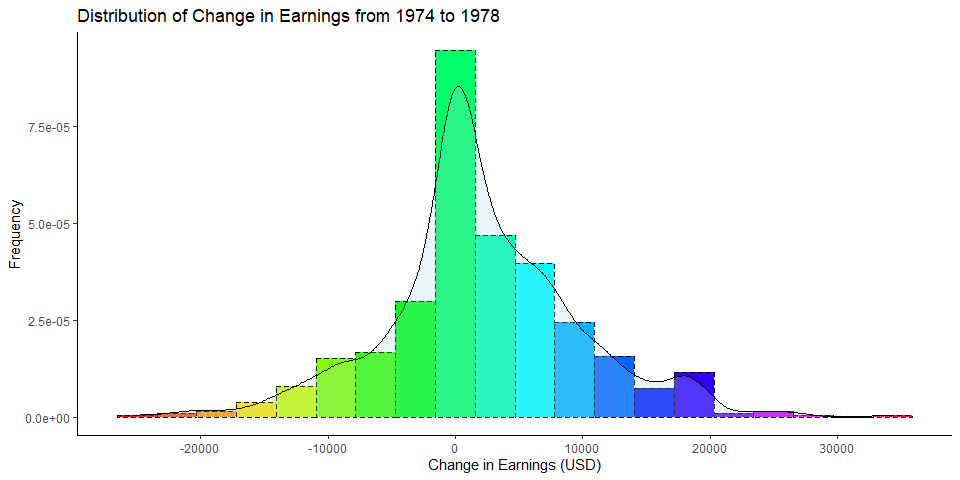 Distribution of Change in Earnings from 1974 to 1978
Frequency
7.5e-05
5.0e-05
2.5e-05
0.0e+00
-20000 -10000 0 10000 20000 30000
Change in Earnings (USD)